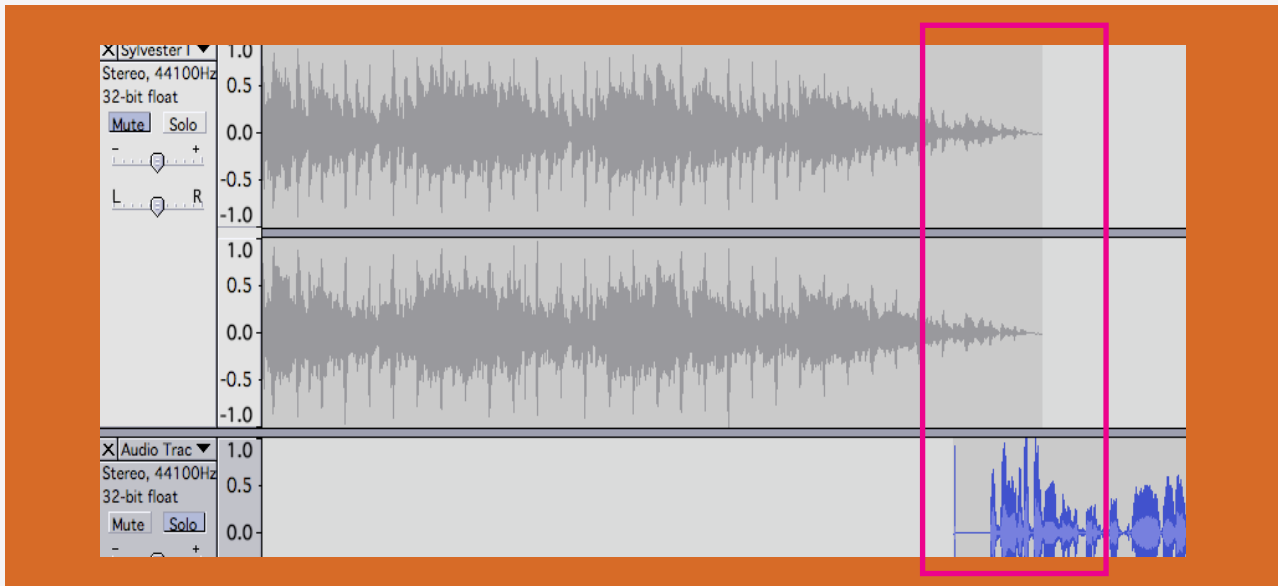 X Sylvester I ▼ 1.0
Stereo, 44100Hz
32-bit float
0.5
Mute Solo
0.0
- +
-0.5
L R
-1.0
1.0
0.5
0.0
-0.5
-1.0
X Audio Trac ▼ 1.0
Stereo, 44100Hz
32-bit float
0.5
Mute Solo
0.0
- +